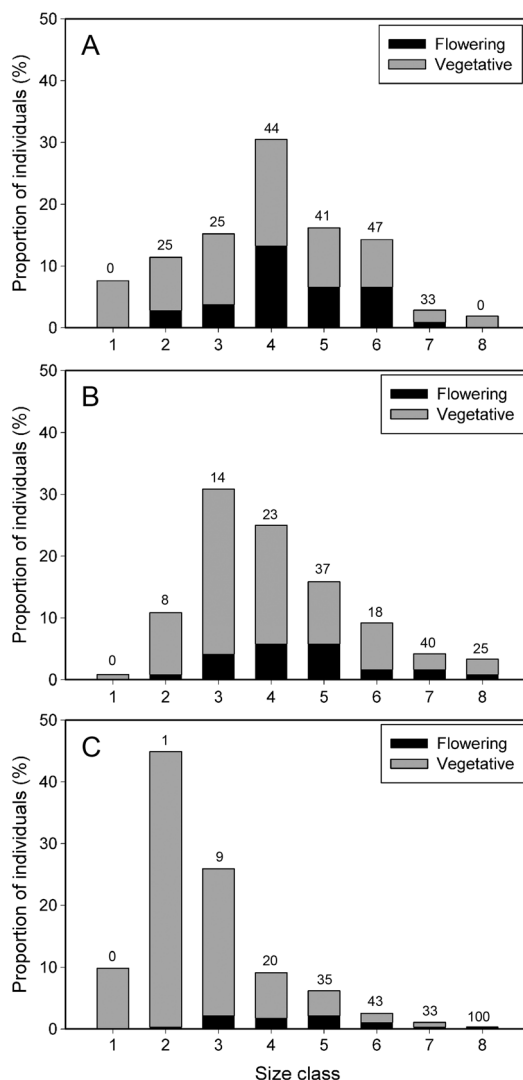 A
Flowering
Vegetative
Proportion of individuals (%)
50
40
30
20
10
0
0
25
25
44
41
47
33
0
1 2 3 4 5 6 7 8
B
Flowering
Vegetative
Proportion of individuals (%)
50
40
30
20
10
0
0
8
14
23
37
18
40
25
1 2 3 4 5 6 7 8
C
Flowering
Vegetative
Proportion of individuals (%)
50
40
30
20
10
0
0
1
9
20
35
43
33
100
1 2 3 4 5 6 7 8
Size class